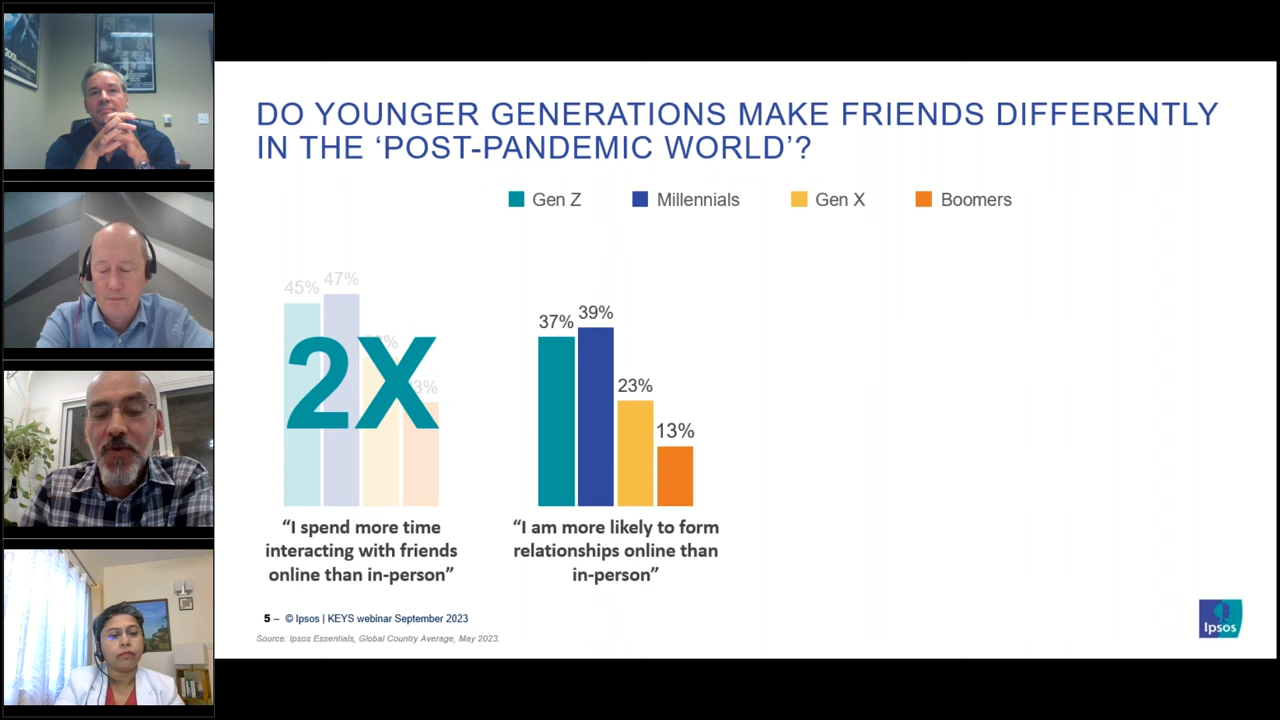 DO YOUNGER GENERATIONS MAKE FRIENDS DIFFERENTLY
IN THE ‘POST-PANDEMIC WORLD’?
Gen Z
Millennials
Gen X
Boomers
45%
47%
2X
37%
39%
23%
13%
“I spend more time
interacting with friends
online than in-person”
“I am more likely to form
relationships online than
in-person”
5 – © Ipsos | KEYS webinar September 2023
Source: Ipsos Essentials, Global Country Average, May 2023.
Ipsos